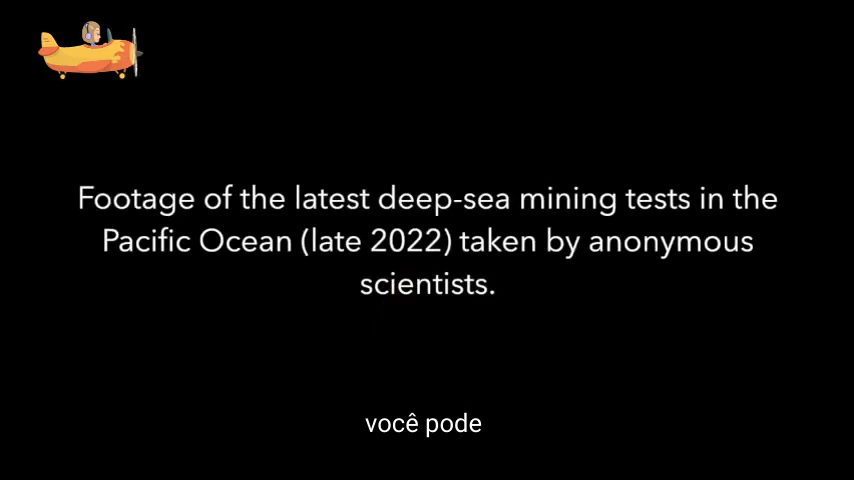 Footage of the latest deep-sea mining tests in the
Pacific Ocean (late 2022) taken by anonymous
scientists.
você pode